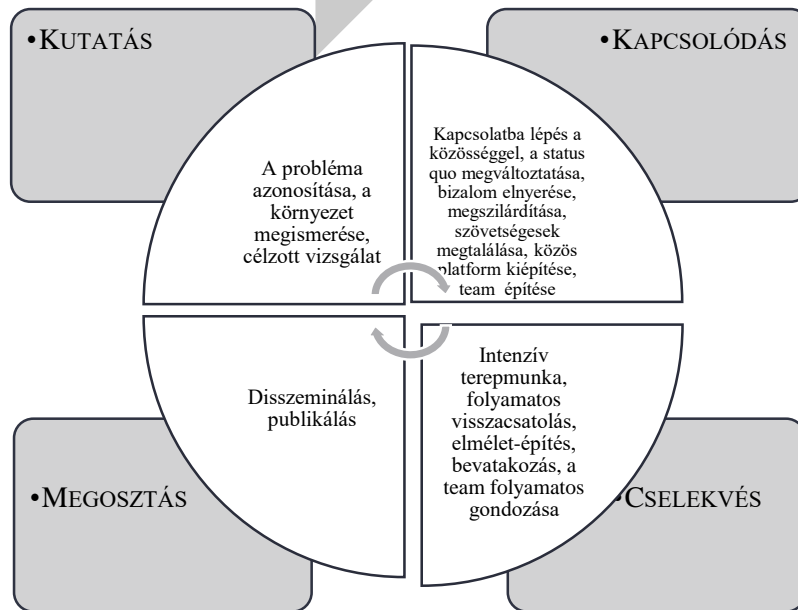 •KUTATÁS
•KAPCSOLÓDÁS
A probléma
azonosítása, a
környezet
megismerése,
célzott vizsgálat
Kapcsolatba lépés a
közösséggel, a status
quo megváltoztatása,
bizalom elnyerése,
megszilárdítása,
szövetségesek
megtalálása, közös
platform kiépítése,
team építése
Disszeminálás,
publikálás
Intenzív
terepmunka,
folyamatos
visszacsatolás,
elmélet-építés,
bevatakozás, a
team folyamatos
gondozása
•MEGOSZTÁS
•CSELEKVÉS